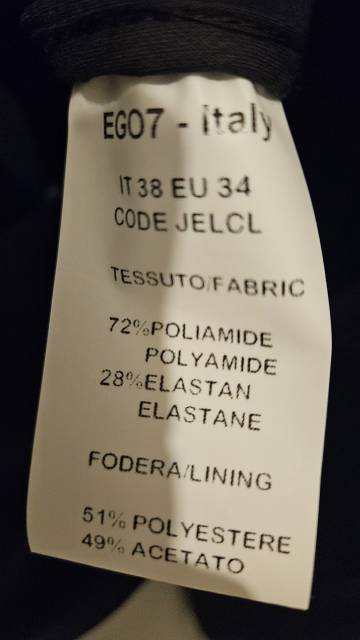 EGO7 - italy
IT 38 EU 34
CODE JELCL
TESSUTO/FABRIC
72%POLIAMIDE
POLYAMIDE
28%ELASTAN
ELASTANE
FODERA/LINING
51% POLYESTERE
49% ACETATO